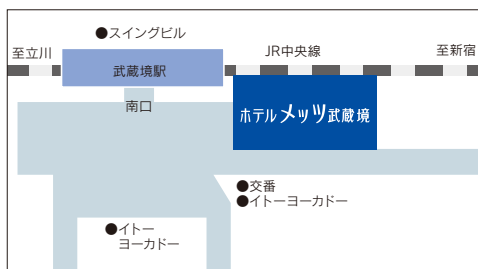 ●スイングビル
至立川
武蔵境駅
JR中央線
至新宿
南口
ホテルメッツ武蔵境
●交番
●イトーヨーカドー
●イトー
ヨーカドー